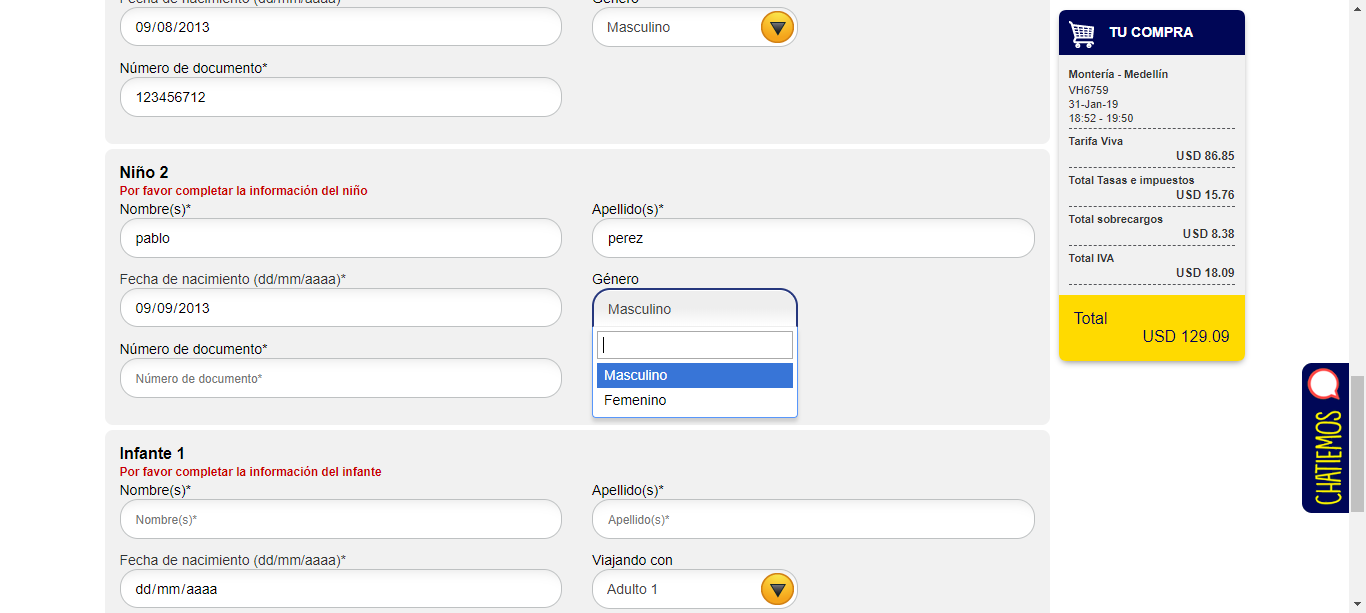 Fecha de nacimiento (dd/mm/aaaa)*
Género
09/08/2013
Masculino
Número de documento*
123456712
Niño 2
Por favor completar la información del niño
Nombre(s)*
Apellido(s)*
pablo
perez
Fecha de nacimiento (dd/mm/aaaa)*
Género
09/09/2013
Masculino
Número de documento*
Número de documento*
Masculino
Femenino
Infante 1
Por favor completar la información del infante
Nombre(s)*
Apellido(s)*
Nombre(s)*
Apellido(s)*
Fecha de nacimiento (dd/mm/aaaa)*
Viajando con
dd/mm/aaaa
Adulto 1
TU COMPRA
Montería - Medellín
VH6759
31-Jan-19
18:52 - 19:50
Tarifa Viva
USD 86.85
Total Tasas e impuestos
USD 15.76
Total sobrecargos
USD 8.38
Total IVA
USD 18.09
Total
USD 129.09
CHATIEMOS